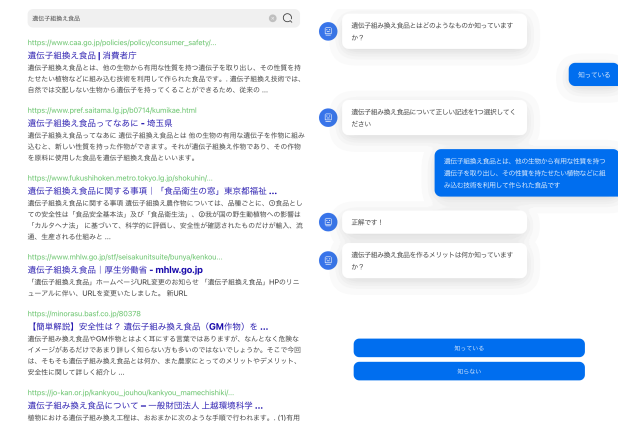 遺伝子組換え食品
https://www.caa.go.jp/policies/policy/consumer_safety/...
遺伝子組換え食品 | 消費者庁
遺伝子組換え食品とは、他の生物から有用な性質を持つ遺伝子を取り出し、その性質を持
たせたい植物などに組み込む技術を利用して作られた食品です。. 遺伝子組換え技術では、
自然では交配しない生物から遺伝子を持ってくることができるため、従来の ...
https://www.pref.saitama.lg.jp/b0714/kumikae.html
遺伝子組換え食品ってなあに - 埼玉県
遺伝子組換え食品ってなあに 遺伝子組換え食品とは 他の生物の有用な遺伝子を作物に組み
込むと、新しい性質を持った作物ができます。それが遺伝子組換え作物であり、その作物
を原料に使用した食品を遺伝子組換え食品といいます。
https://www.fukushihoken.metro.tokyo.lg.jp/shokuhin/...
遺伝子組換え食品に関する事項｜「食品衛生の窓」東京都福祉 ...
遺伝子組換え食品に関する事項 遺伝子組換え農作物については、品種ごとに、①食品とし
ての安全性は「食品安全基本法」及び「食品衛生法」、②我が国の野生動植物への影響は
「カルタヘナ法」 に基づいて、科学的に評価し、安全性が確認されたものだけが輸入、流
通、生産される仕組みと ...
https://www.mhlw.go.jp/stf/seisakunitsuite/bunya/kenkou...
遺伝子組換え食品｜厚生労働省 - mhlw.go.jp
「遺伝子組換え食品」ホームページURL変更のお知らせ 「遺伝子組換え食品」HPのリニ
ューアルに伴い、URLを変更いたしました。 新URL
https://minorasu.basf.co.jp/80378
【簡単解説】安全性は？ 遺伝子組み換え食品（GM作物）を ...
遺伝子組み換え食品やGM作物とはよく耳にする言葉ではありますが、なんとなく危険な
イメージがあるだけであまり詳しく知らない方も多いのではないでしょうか。そこで今回
は、そもそも遺伝子組み換え食品とは何か、また農家にとってのメリットやデメリット、
安全性に関して詳しく紹介し ...
https://jo-kan.or.jp/kankyou_jouhou/kankyou_mamechishiki/...
遺伝子組み換え食品について – 一般財団法人 上越環境科学 ...
植物における遺伝子組み換え工程は、おおまかに次のような手順で行われます。. (1)有用
遺伝子組み換え食品とはどのようなものか知っています
か？
知っている
遺伝子組み換え食品について正しい記述を1つ選択してく
ださい
遺伝子組換え食品とは、他の生物から有用な性質を持つ
遺伝子を取り出し、その性質を持たせたい植物などに組
み込む技術を利用して作られた食品です
正解です！
遺伝子組換え食品を作るメリットは何か知っています
か？
知っている
知らない